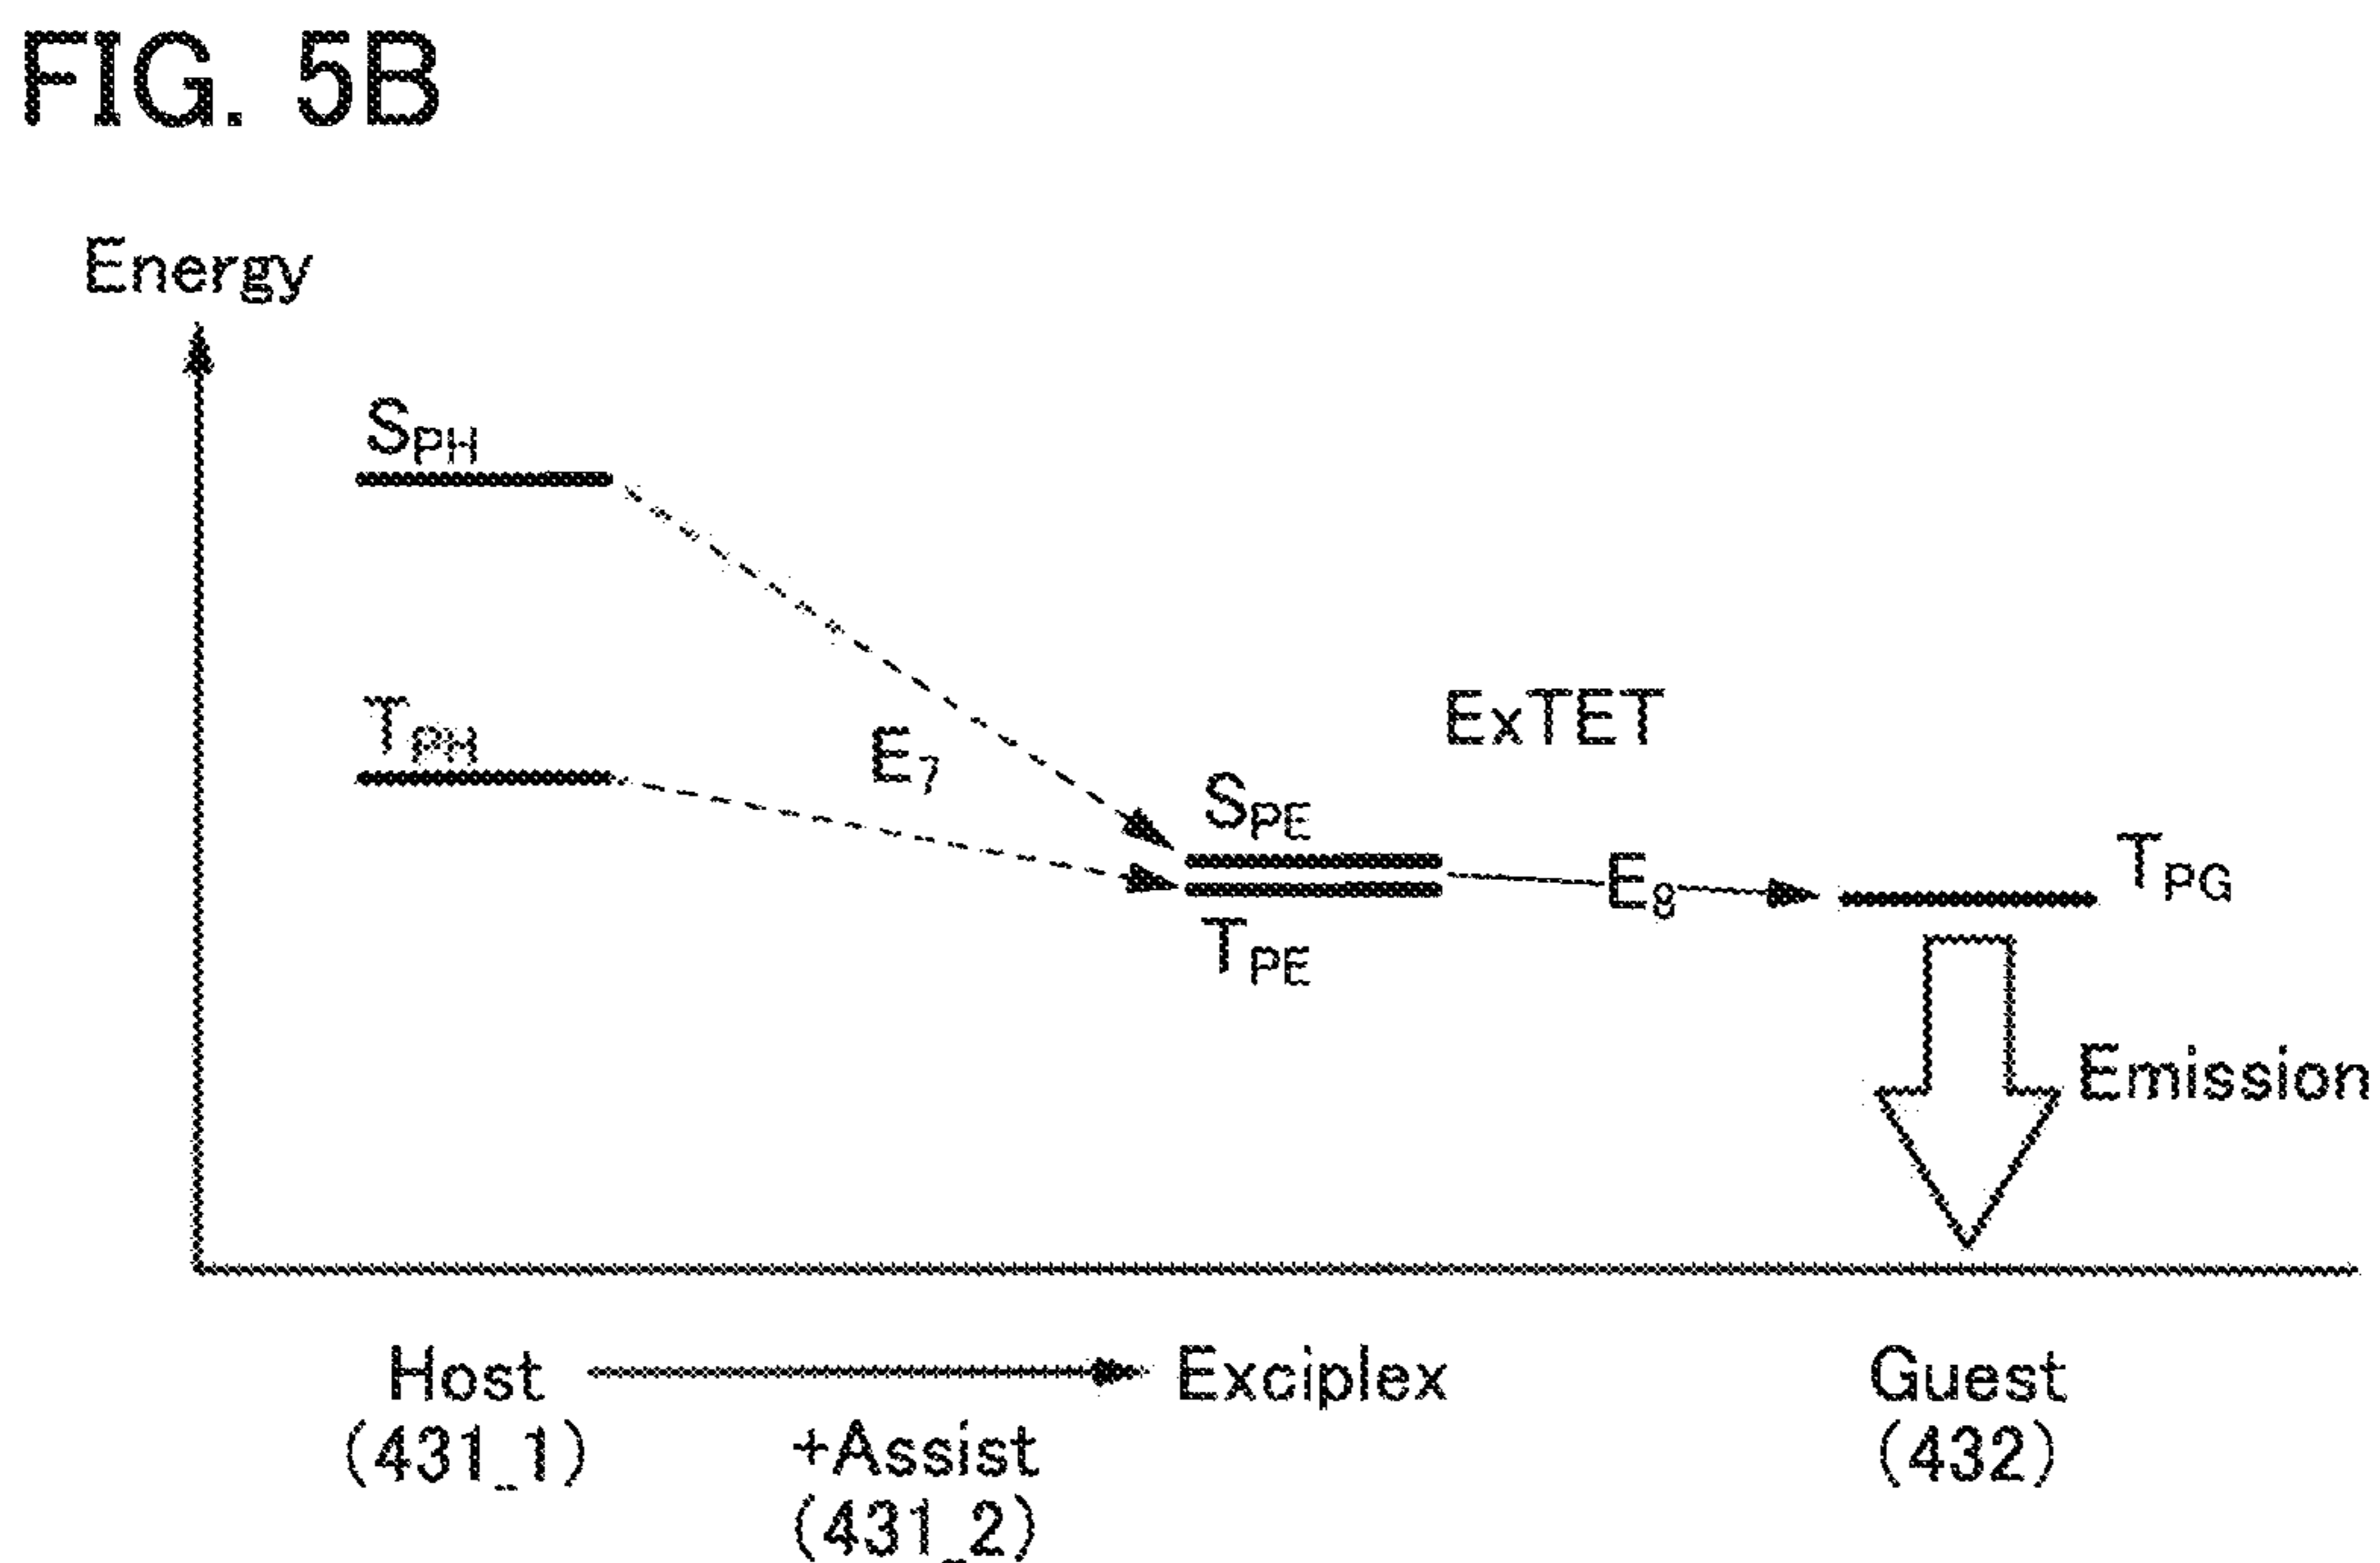 FIG. 5B
Energy
SPH
TPH
E7
ExTET
SPE
TPE
E8
TPG
Emission
Host
Exciplex
Guest
(431_1)
+Assist
(432)
(431_2)